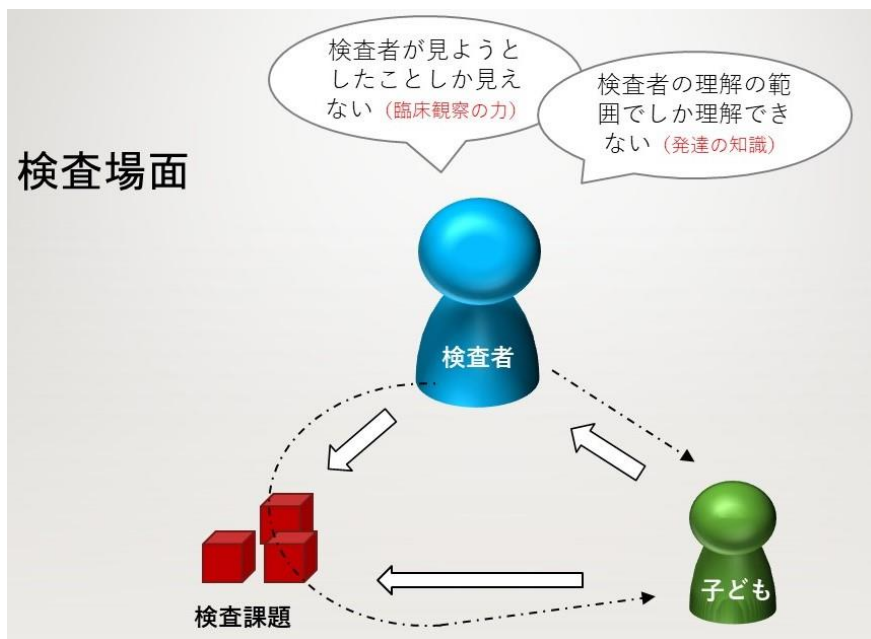 検査者が見ようと
したことしか見え
ない（臨床観察の力）
検査者の理解の範
囲でしか理解でき
ない（発達の知識）
検査場面
検査者
子ども
検査課題